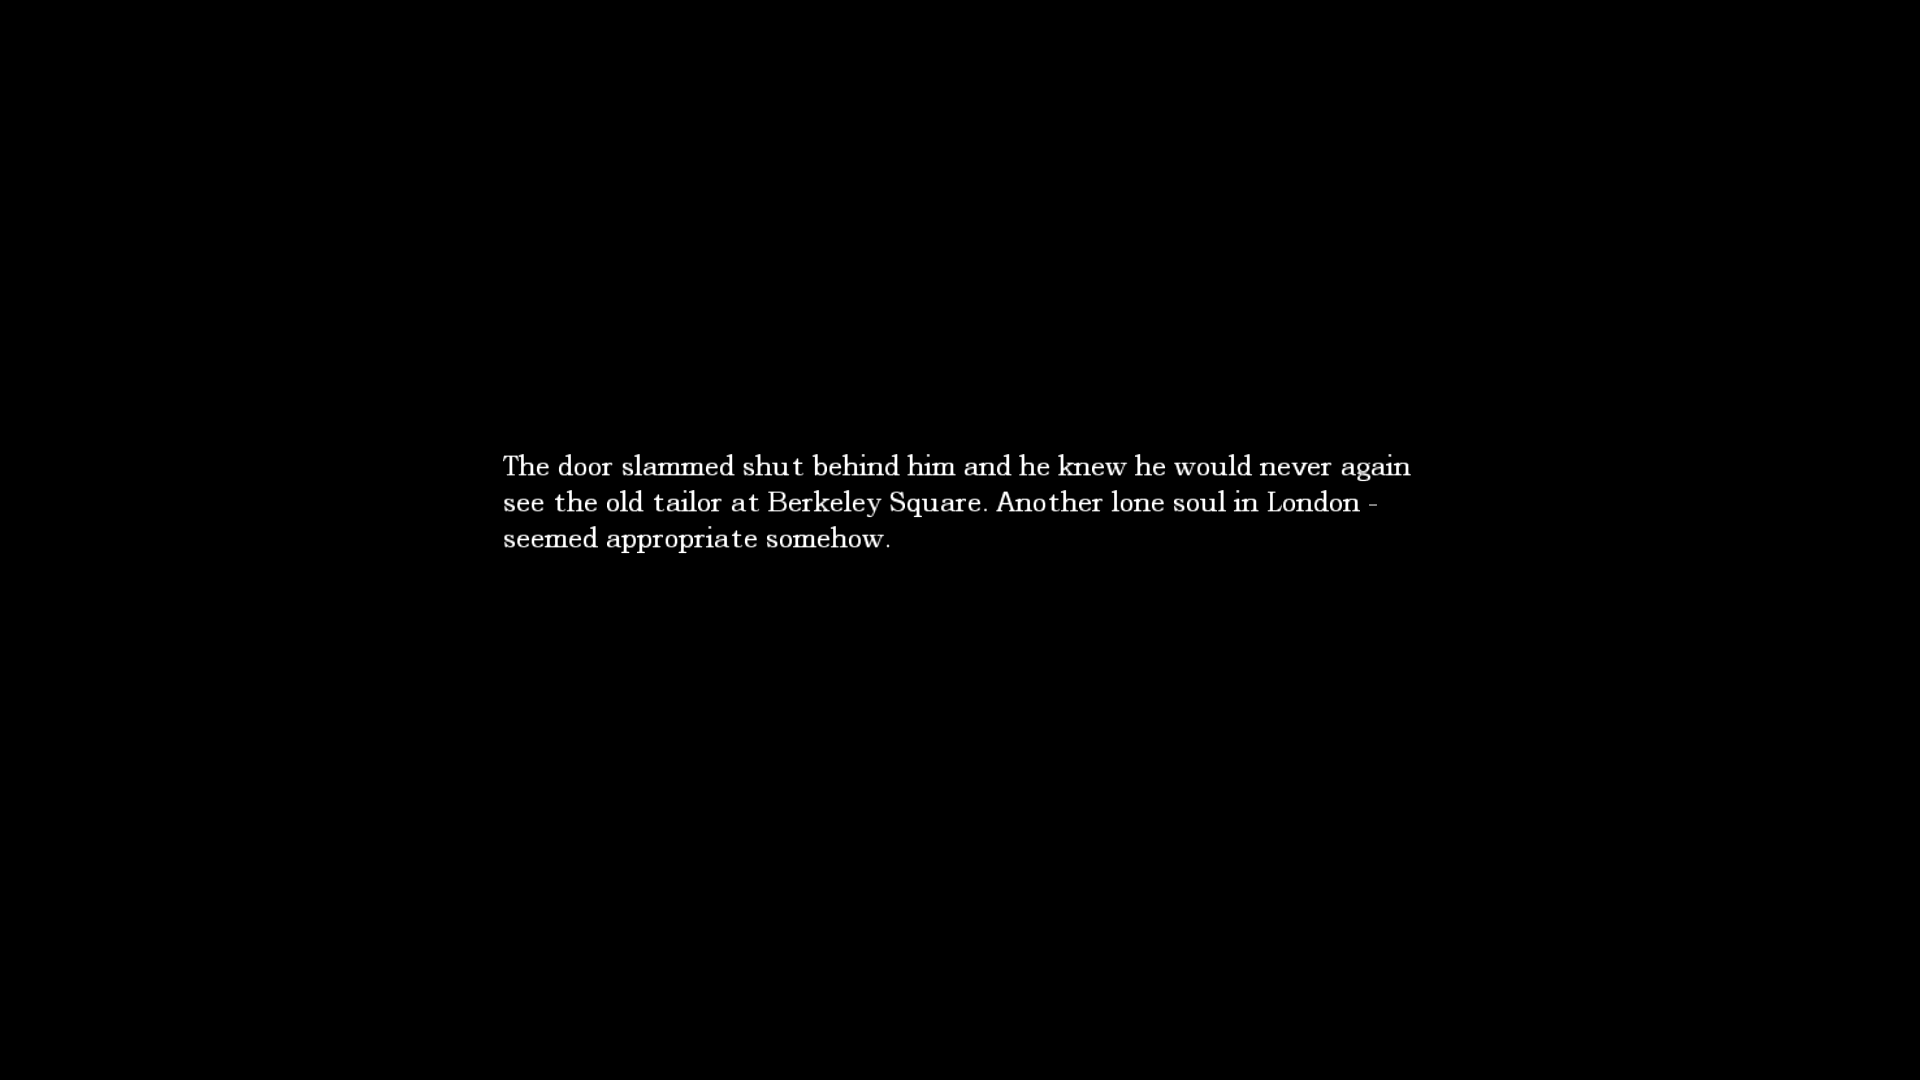 The door slammed shut behind him and he knew he would never again
see the old tailor at Berkeley Square. Another lone soul in London -
seemed appropriate somehow.